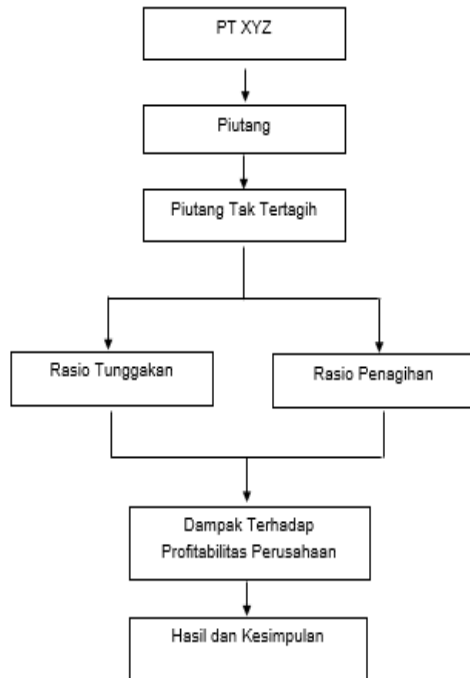 PT XYZ
Piutang
Piutang Tak Tertagih
Rasio Tunggakan
Rasio Penagihan
Dampak Terhadap
Profitabilitas Perusahaan
Hasil dan Kesimpulan